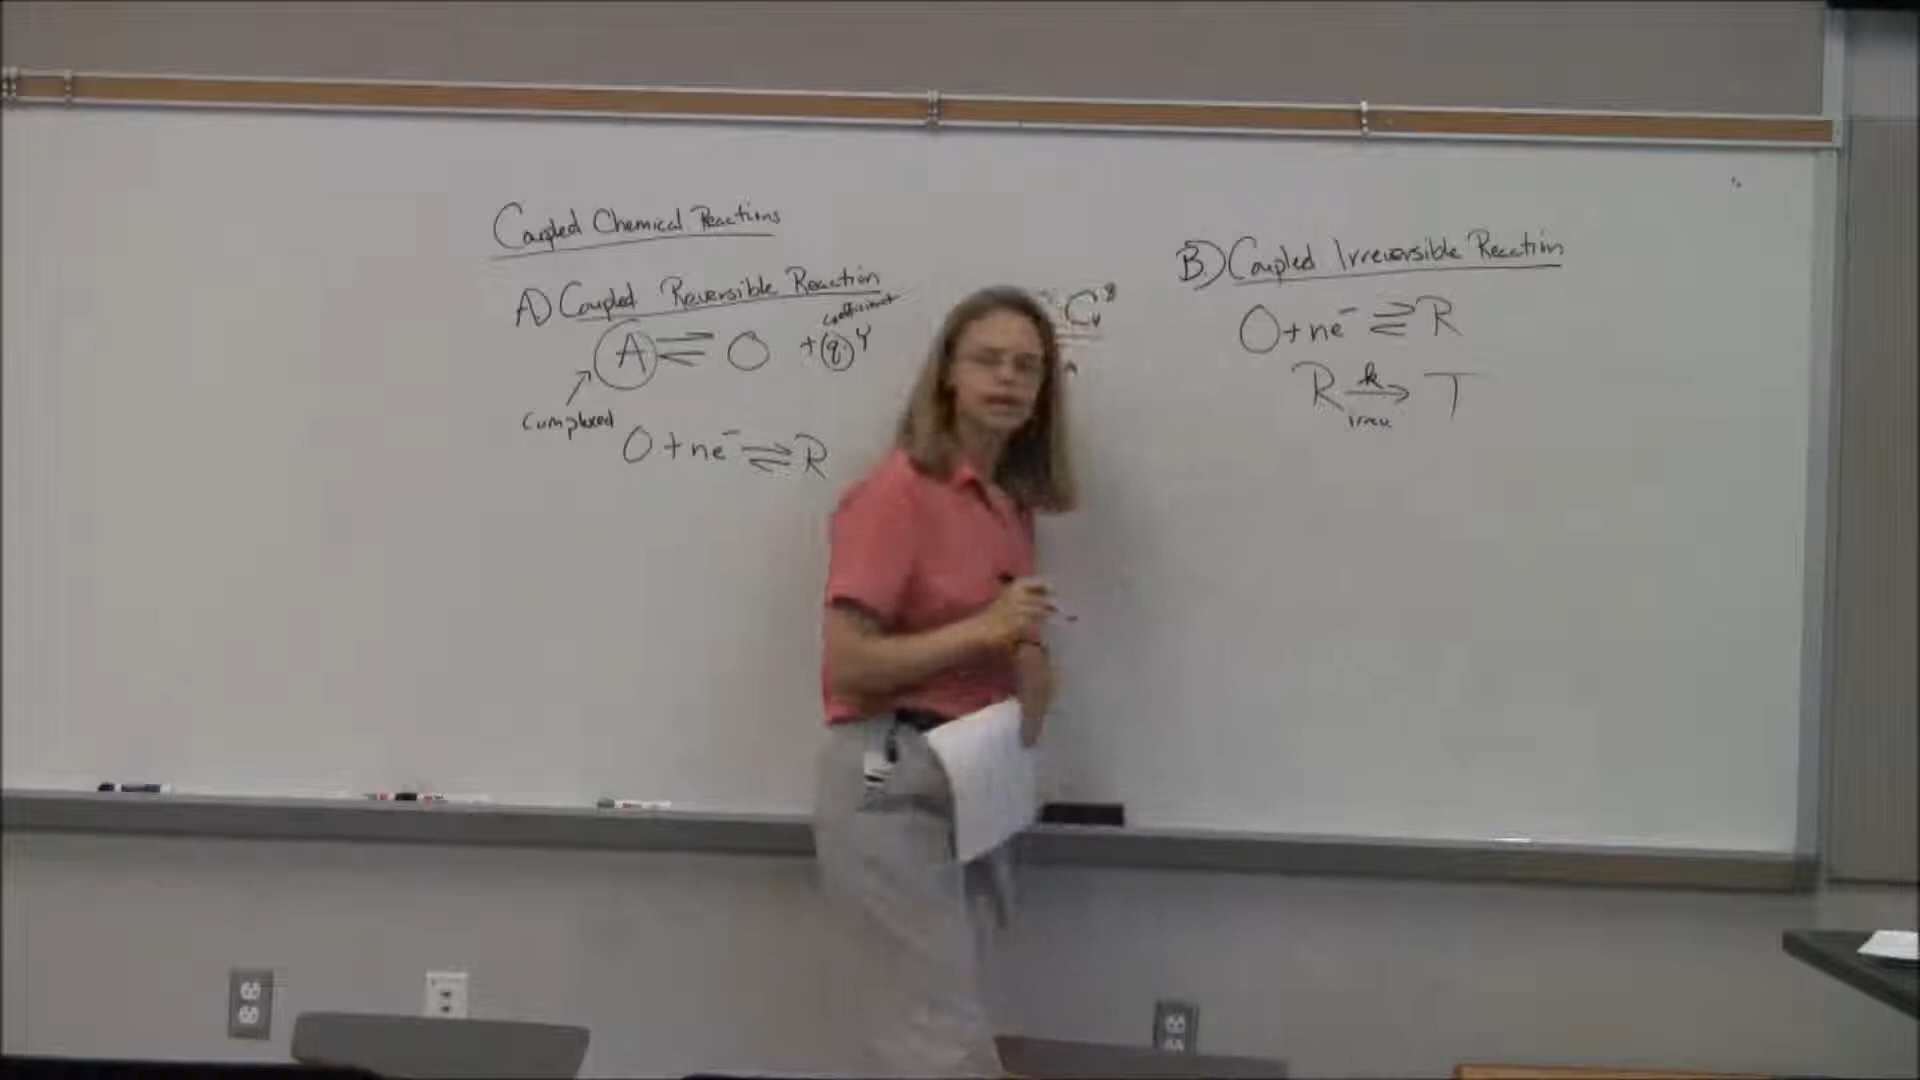 Coupled Chemical Reactions
A) Coupled Reversible Reaction
coefficient
A ⇌ O + q Y
Complexed
O + ne⁻ ⇌ R
B.) Coupled Irreversible Reaction
O + ne⁻ ⇌ R
R k→ T
irrev